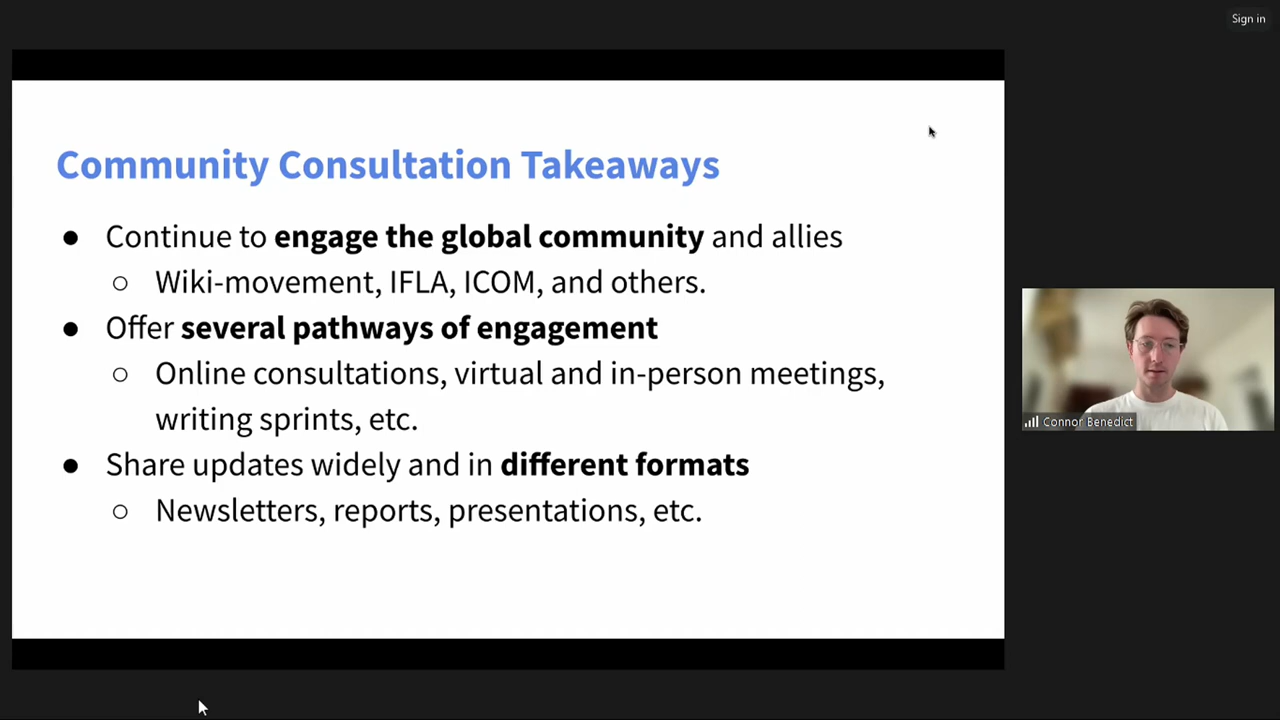 Sign in
Community Consultation Takeaways
● Continue to engage the global community and allies
○ Wiki-movement, IFLA, ICOM, and others.
● Offer several pathways of engagement
○ Online consultations, virtual and in-person meetings,
writing sprints, etc.
● Share updates widely and in different formats
○ Newsletters, reports, presentations, etc.
Connor Benedict